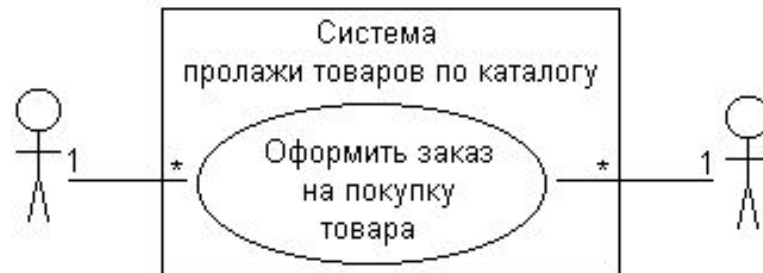 Система
пролажи товаров по каталогу
1 * Оформить заказ * 1
на покупку
товара